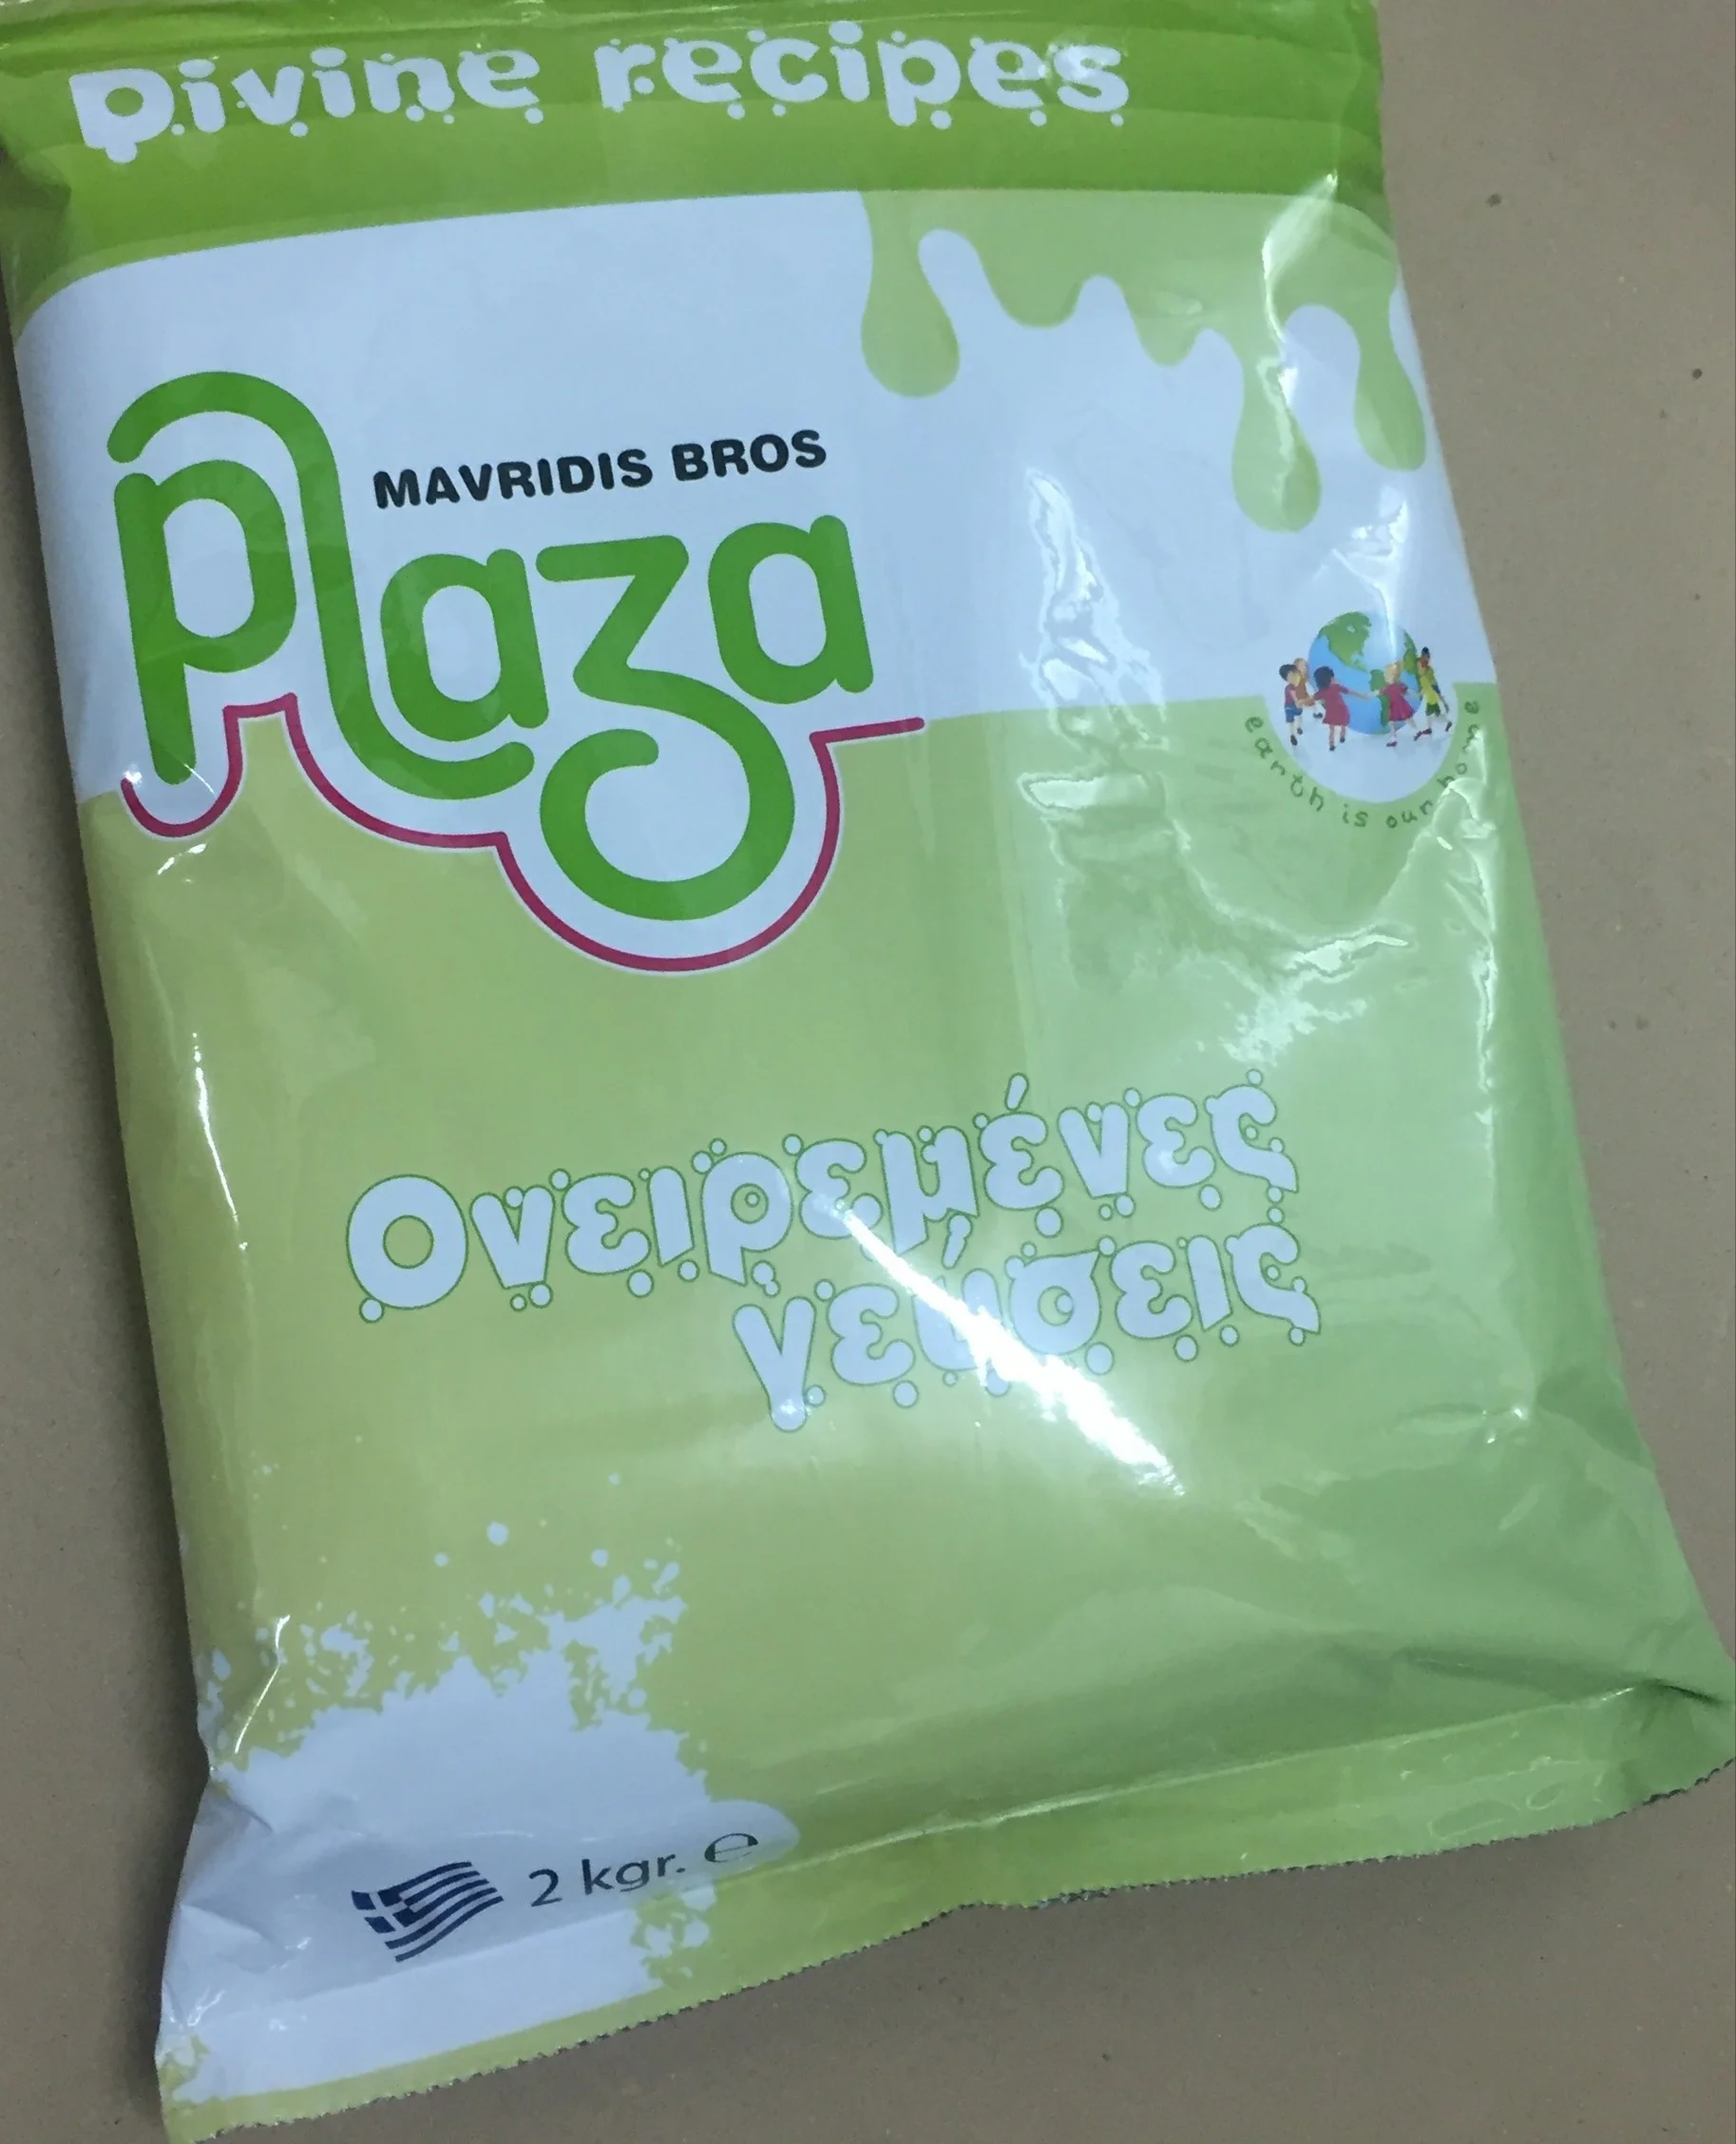 Divine recipes
MAVRIDIS BROS
Plaza
earth is our home
Ονειρεμένες
γεύσεις
2 kgr. ℮